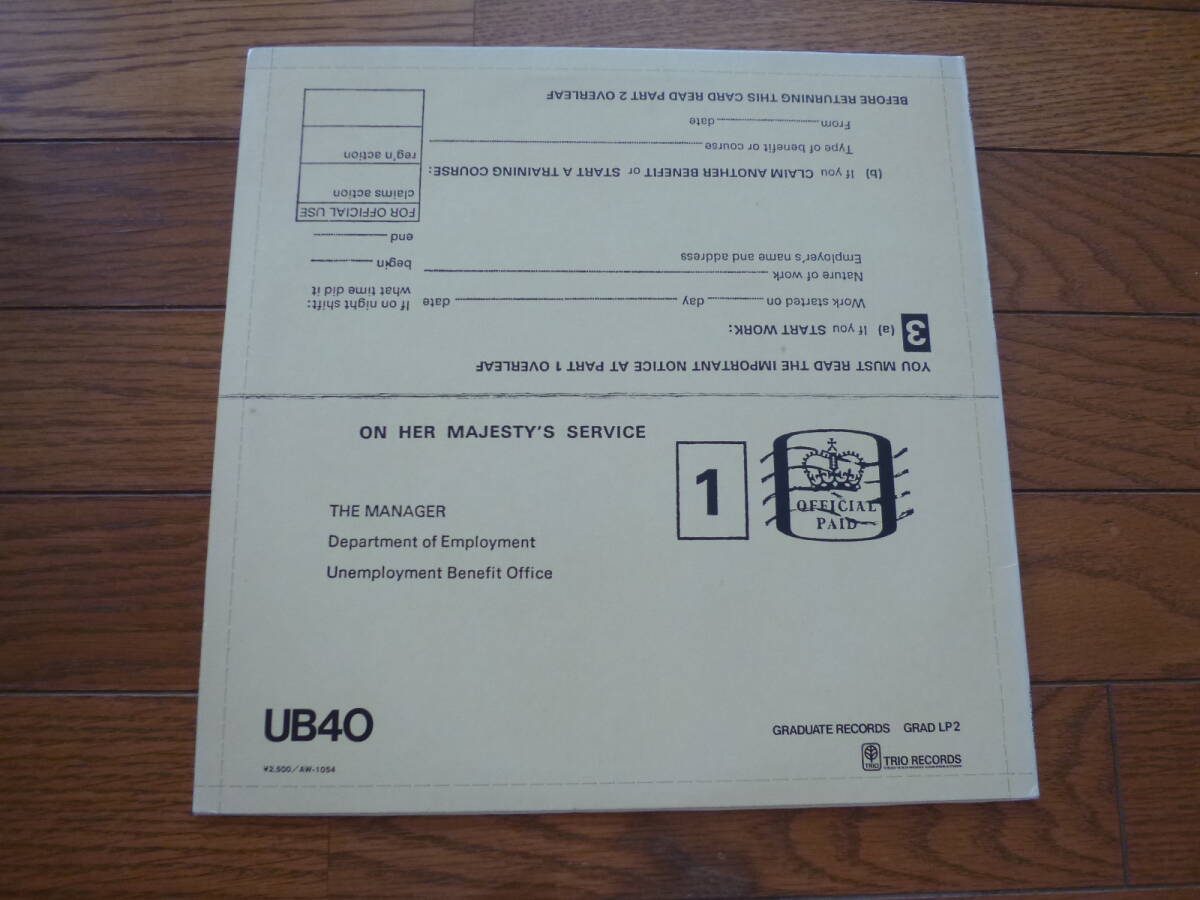 YOU MUST READ THE IMPORTANT NOTICE AT PART 1 OVERLEAF
3 (a) If you START WORK:
Work started on day date
Nature of work
Employer's name and address
If on night shift:
what time did it
begin
end
(b) If you CLAIM ANOTHER BENEFIT or START A TRAINING COURSE:
Type of benefit or course
From date
BEFORE RETURNING THIS CARD READ PART 2 OVERLEAF
FOR OFFICIAL USE
claims action
reg'n action
ON HER MAJESTY'S SERVICE
1
OFFICIAL
PAID
THE MANAGER
Department of Employment
Unemployment Benefit Office
UB40
¥2,500/AW-1054
GRADUATE RECORDS GRAD LP2
TRIO
TRIO RECORDS